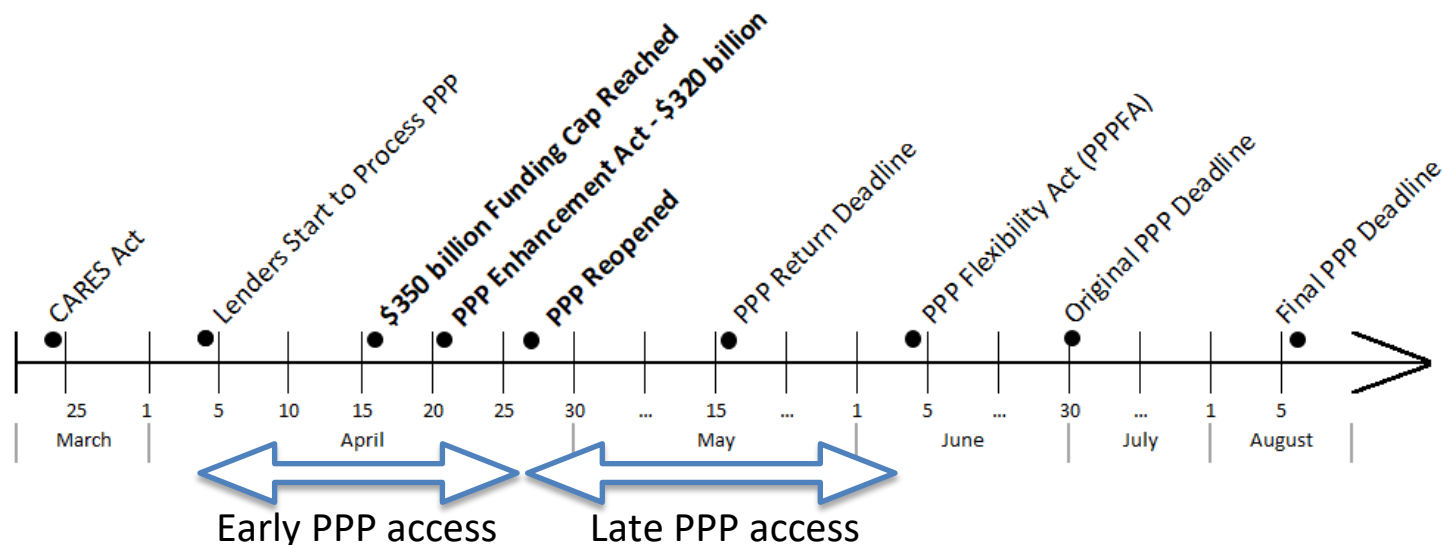 CARES Act
Lenders Start to Process PPP
$350 billion Funding Cap Reached
PPP Enhancement Act - $320 billion
PPP Reopened
PPP Return Deadline
PPP Flexibility Act (PPPFA)
Original PPP Deadline
Final PPP Deadline
25 1 5 10 15 20 25 30 ... 15 ... 1 5 ... 30 ... 1 5
March April May June July August
Early PPP access Late PPP access